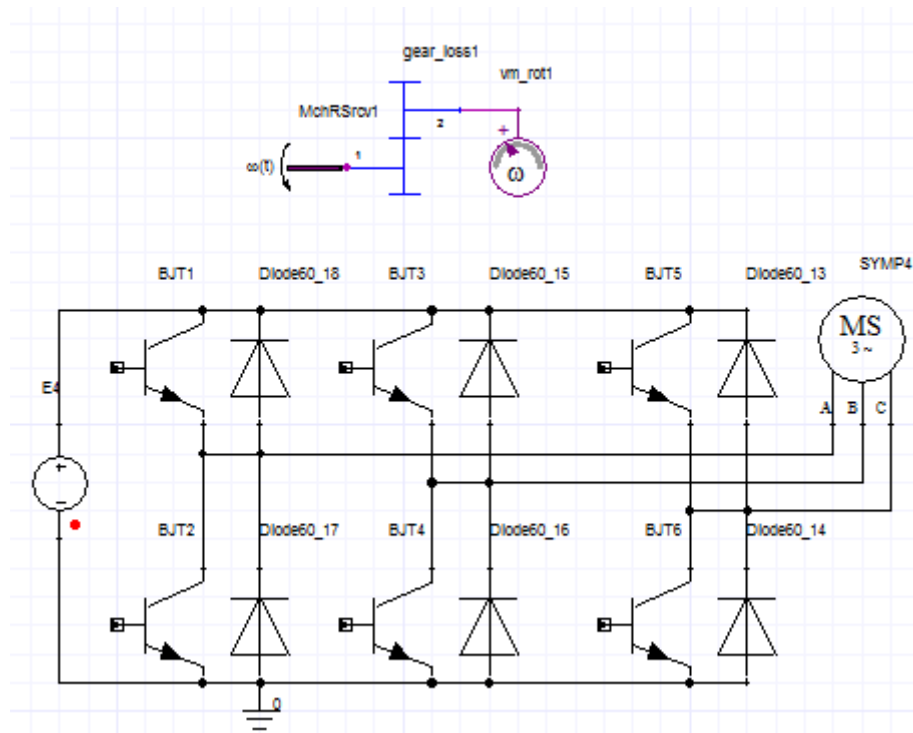 gear_loss1
vm_rot1
MchRSrcv1
2
+
1
ω(t)
ω
BJT1
Diode60_18
BJT3
Diode60_15
BJT5
Diode60_13
SYMP4
MS
3 ~
E4
A
B
C
+
−
BJT2
Diode60_17
BJT4
Diode60_16
BJT6
Diode60_14
0